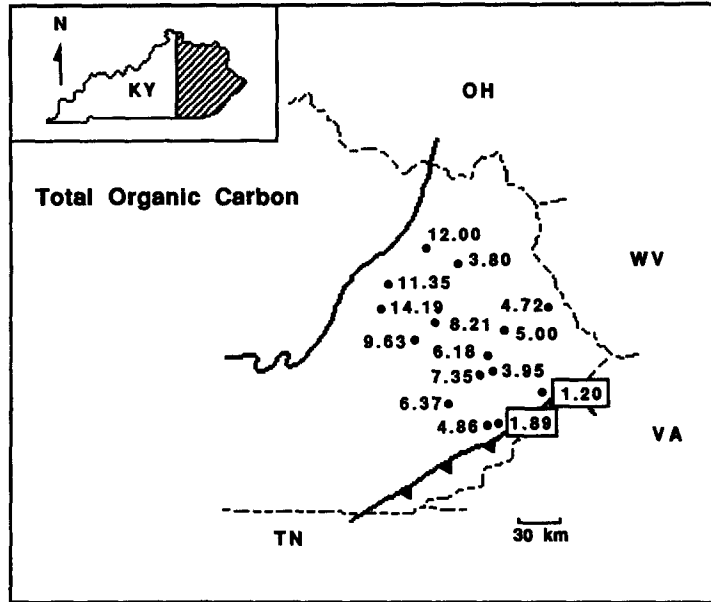 N
KY
OH
Total Organic Carbon
12.00
3.80
WV
11.35
14.19
4.72
8.21
5.00
9.63
6.18
7.35
3.95
1.20
6.37
4.86
1.89
VA
TN
30 km